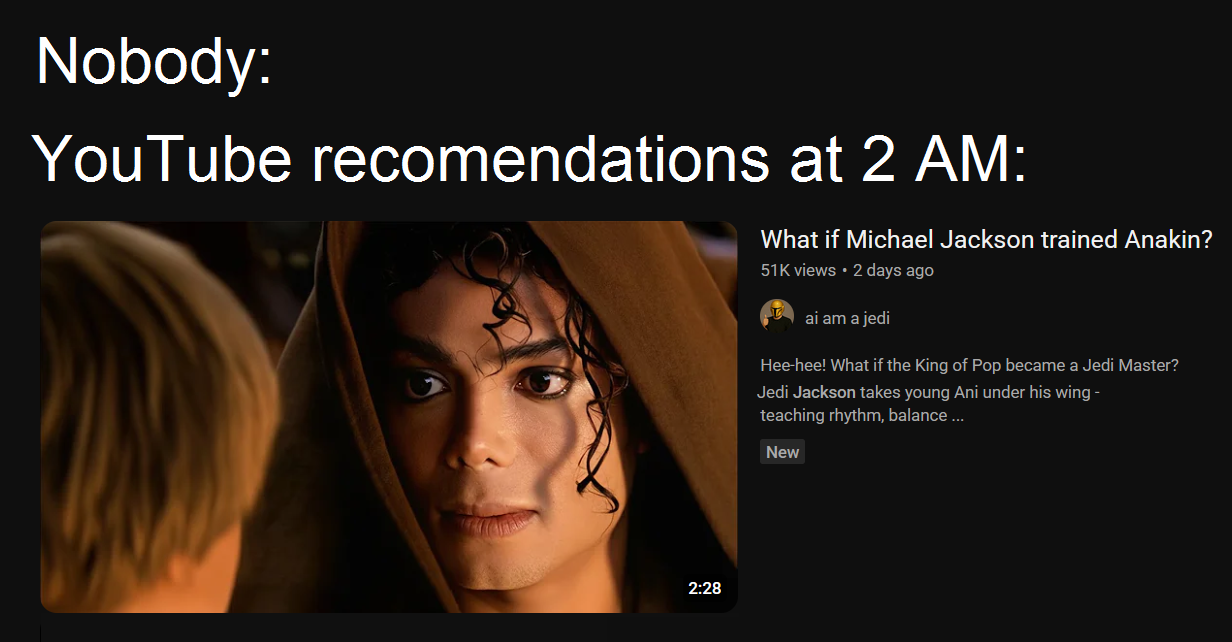 Nobody:
YouTube recomendations at 2 AM:
What if Michael Jackson trained Anakin?
51K views • 2 days ago
ai am a jedi
Hee-hee! What if the King of Pop became a Jedi Master?
Jedi Jackson takes young Ani under his wing -
teaching rhythm, balance ...
New
2:28